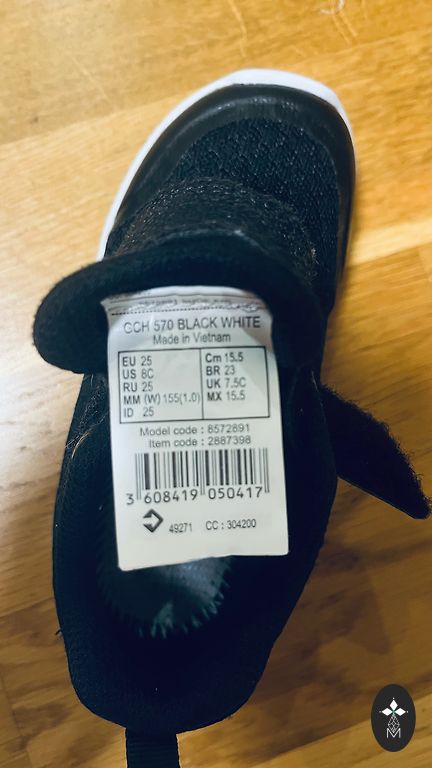 GCH 570 BLACK WHITE
Made in Vietnam
EU 25
US 8C
RU 25
MM (W) 155(1.0)
ID 25
Cm 15.5
BR 23
UK 7.5C
MX 15.5
Model code : 8572891
Item code : 2887398
3 608419 050417
49271 CC : 304200
M